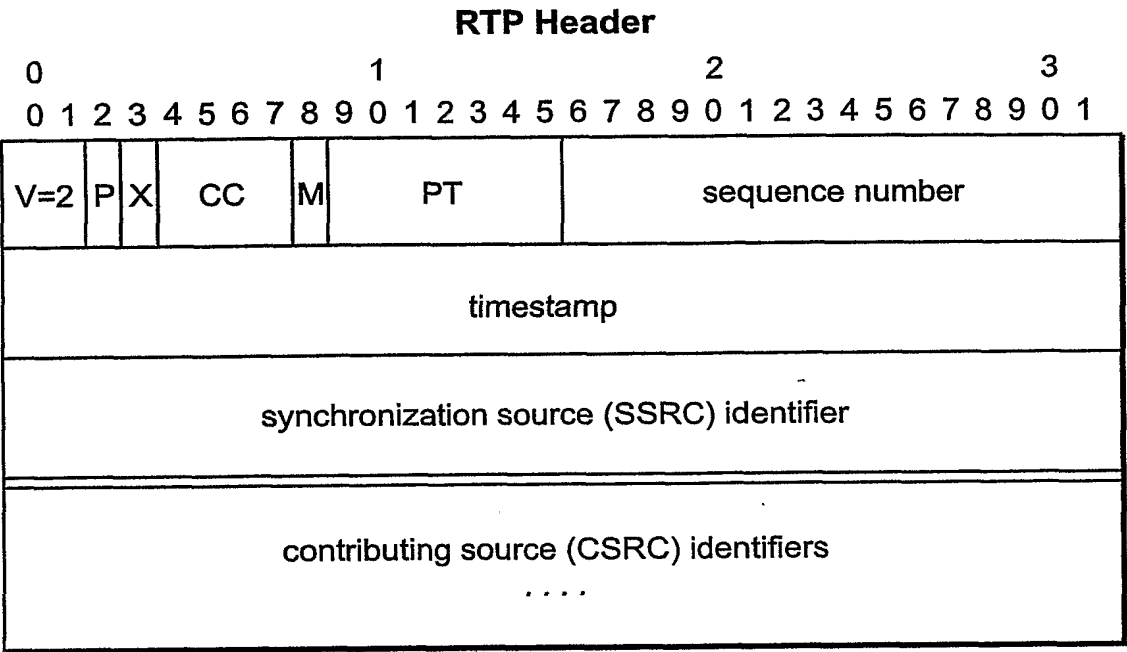 RTP Header
0 1 2 3
0 1 2 3 4 5 6 7 8 9 0 1 2 3 4 5 6 7 8 9 0 1 2 3 4 5 6 7 8 9 0 1
V=2 P X CC M PT sequence number
timestamp
synchronization source (SSRC) identifier
contributing source (CSRC) identifiers
....